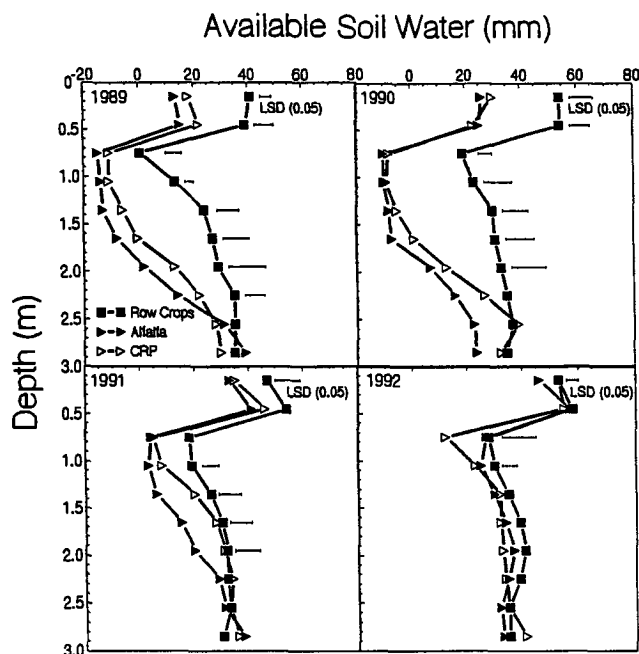 Available Soil Water (mm)
-20 0 20 40 60 80 0 20 40 60 80
Depth (m)
0
0.5
1.0
1.5
2.0
2.5
3.0
0.5
1.0
1.5
2.0
2.5
3.0
1989
LSD (0.05)
Row Crops
Alfalfa
CRP
1990
LSD (0.05)
1991
LSD (0.05)
1992
LSD (0.05)